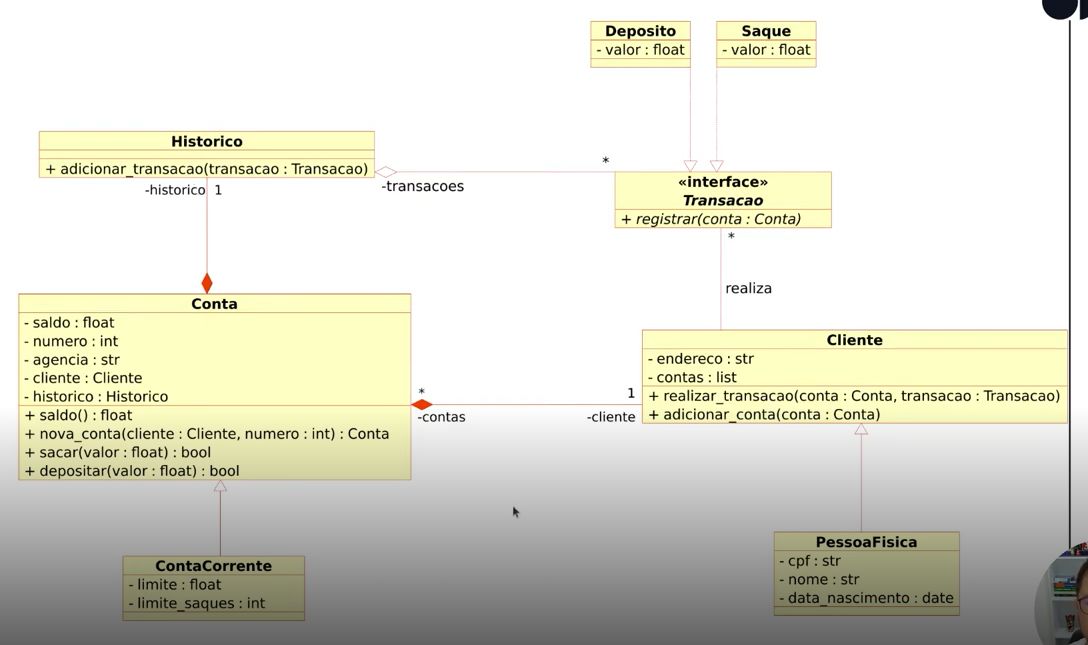 Deposito
- valor : float
Saque
- valor : float
Historico
+ adicionar_transacao(transacao : Transacao)
-historico 1
-transacoes
*
«interface»
Transacao
+ registrar(conta : Conta)
*
realiza
Conta
- saldo : float
- numero : int
- agencia : str
- cliente : Cliente
- historico : Historico
+ saldo() : float
+ nova_conta(cliente : Cliente, numero : int) : Conta
+ sacar(valor : float) : bool
+ depositar(valor : float) : bool
*
-contas
1
-cliente
Cliente
- endereco : str
- contas : list
+ realizar_transacao(conta : Conta, transacao : Transacao)
+ adicionar_conta(conta : Conta)
ContaCorrente
- limite : float
- limite_saques : int
PessoaFisica
- cpf : str
- nome : str
- data_nascimento : date